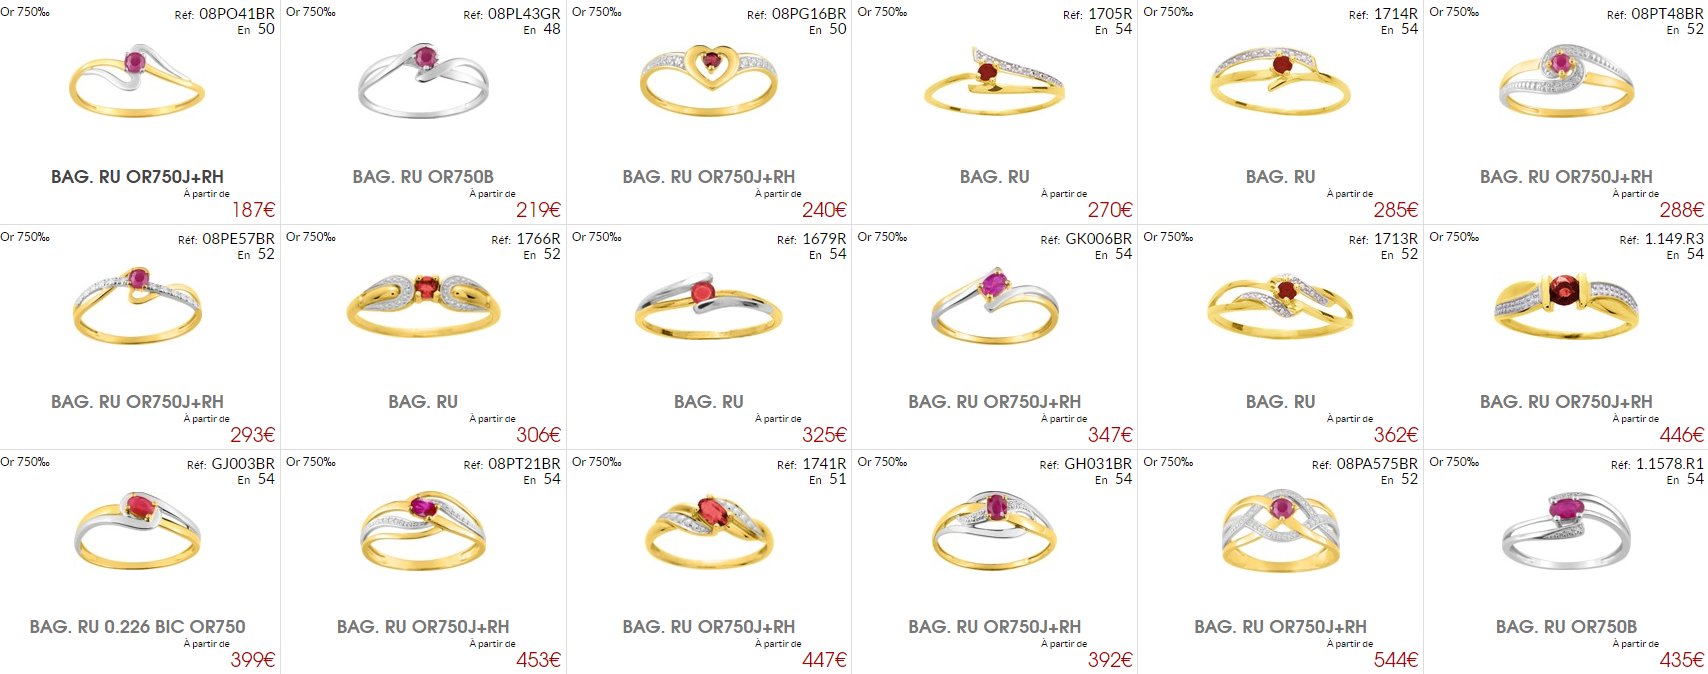 Or 750‰ Réf: 08PO41BR
En 50
BAG. RU OR750J+RH
À partir de
187€
Or 750‰ Réf: 08PL43GR
En 48
BAG. RU OR750B
À partir de
219€
Or 750‰ Réf: 08PG16BR
En 50
BAG. RU OR750J+RH
À partir de
240€
Or 750‰ Réf: 1705R
En 54
BAG. RU
À partir de
270€
Or 750‰ Réf: 1714R
En 54
BAG. RU
À partir de
285€
Or 750‰ Réf: 08PT48BR
En 52
BAG. RU OR750J+RH
À partir de
288€
Or 750‰ Réf: 08PE57BR
En 52
BAG. RU OR750J+RH
À partir de
293€
Or 750‰ Réf: 1766R
En 52
BAG. RU
À partir de
306€
Or 750‰ Réf: 1679R
En 54
BAG. RU
À partir de
325€
Or 750‰ Réf: GK006BR
En 54
BAG. RU OR750J+RH
À partir de
347€
Or 750‰ Réf: 1713R
En 52
BAG. RU
À partir de
362€
Or 750‰ Réf: 1.149.R3
En 54
BAG. RU OR750J+RH
À partir de
446€
Or 750‰ Réf: GJ003BR
En 54
BAG. RU 0.226 BIC OR750
À partir de
399€
Or 750‰ Réf: 08PT21BR
En 54
BAG. RU OR750J+RH
À partir de
453€
Or 750‰ Réf: 1741R
En 51
BAG. RU OR750J+RH
À partir de
447€
Or 750‰ Réf: GH031BR
En 54
BAG. RU OR750J+RH
À partir de
392€
Or 750‰ Réf: 08PA575BR
En 52
BAG. RU OR750J+RH
À partir de
544€
Or 750‰ Réf: 1.1578.R1
En 54
BAG. RU OR750B
À partir de
435€